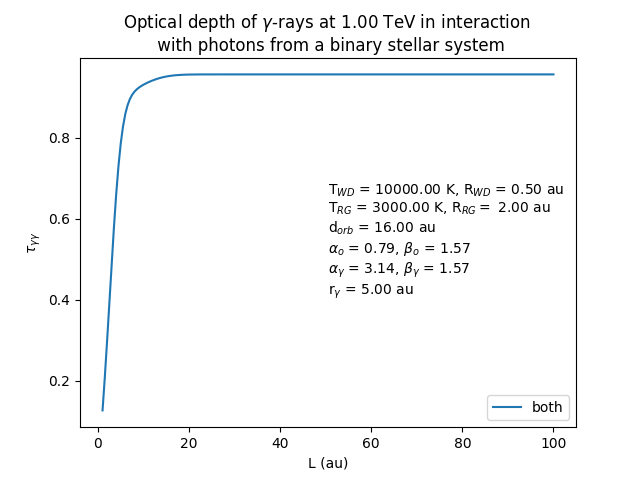 Optical depth of γ-rays at 1.00 TeV in interaction
with photons from a binary stellar system
0.8
0.6
0.4
0.2
τγγ
T_WD = 10000.00 K, R_WD = 0.50 au
T_RG = 3000.00 K, R_RG = 2.00 au
d_orb = 16.00 au
α_o = 0.79, β_o = 1.57
α_γ = 3.14, β_γ = 1.57
r_γ = 5.00 au
both
0 20 40 60 80 100
L (au)